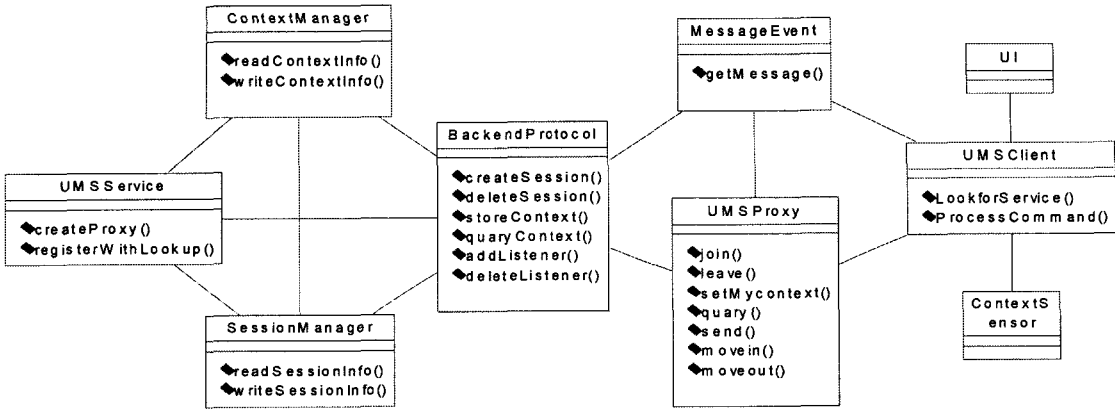 ContextManager
readContextInfo()
writeContextInfo()
MessageEvent
getMessage()
UI
BackendProtocol
createSession()
deleteSession()
storeContext()
quaryContext()
addListener()
deleteListener()
UMSService
createProxy()
registerWithLookup()
UMSClient
LookforService()
ProcessCommand()
UMSProxy
join()
leave()
setMycontext()
quary()
send()
movein()
moveout()
ContextS
ensor
SessionManager
readSessionInfo()
writeSessionInfo()